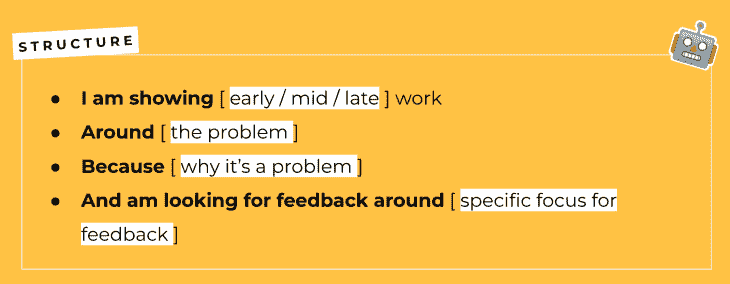 STRUCTURE
● I am showing [ early / mid / late ] work
● Around [ the problem ]
● Because [ why it’s a problem ]
● And am looking for feedback around [ specific focus for
feedback ]